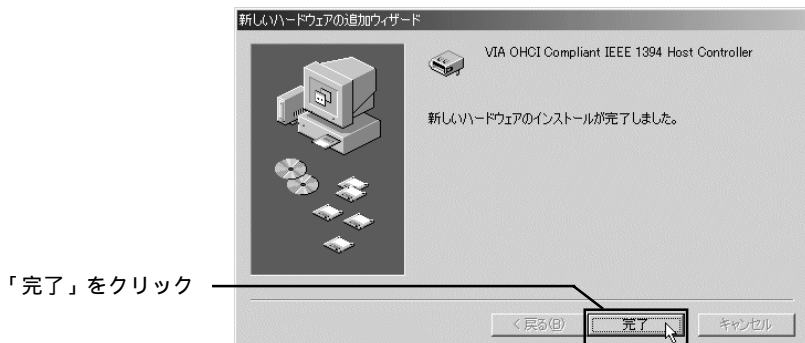 新しいハードウェアの追加ウィザード
VIA OHCI Compliant IEEE 1394 Host Controller
新しいハードウェアのインストールが完了しました。
「完了」をクリック
< 戻る(B)
完了
キャンセル